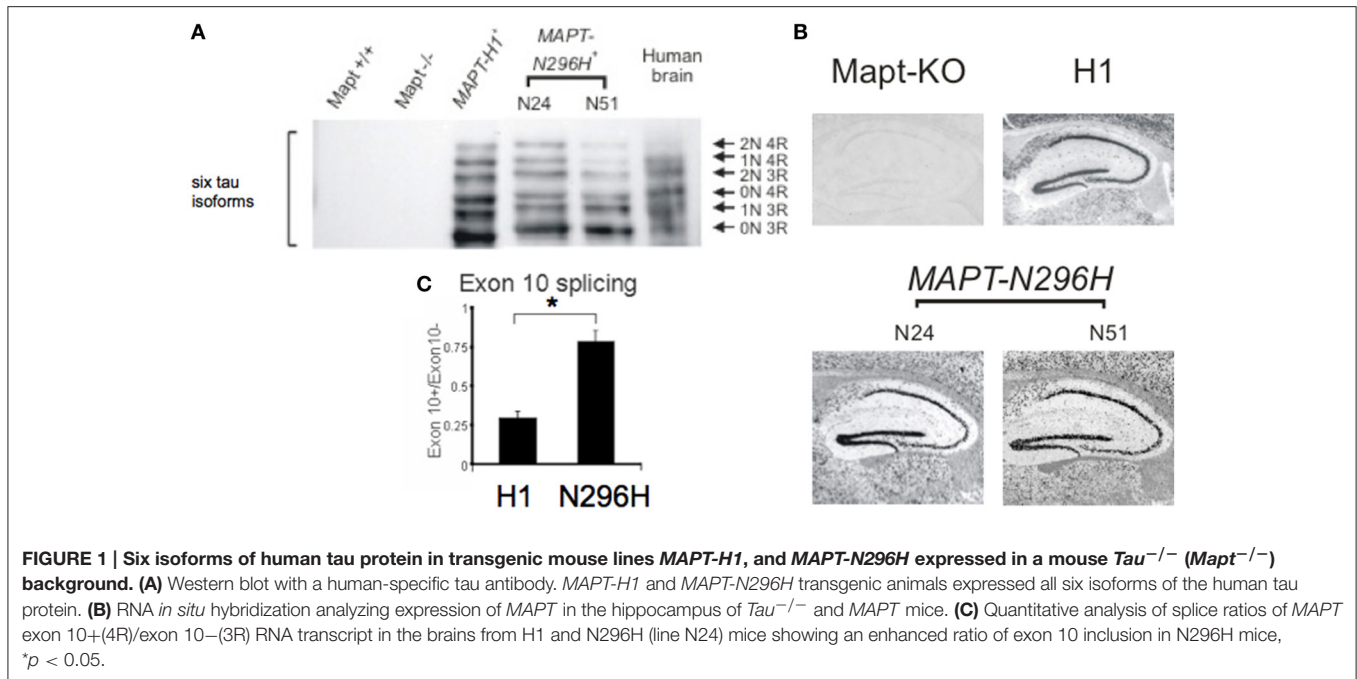 A
Mapt +/+
Mapt -/-
MAPT-H1+
MAPT-
N296H+
N24
N51
Human
brain
six tau
isoforms
2N 4R
1N 4R
2N 3R
0N 4R
1N 3R
0N 3R
B
Mapt-KO
H1
MAPT-N296H
N24
N51
C
Exon 10 splicing
*
Exon 10+/Exon10-
1
0.75
0.5
0.25
0
H1
N296H
FIGURE 1 | Six isoforms of human tau protein in transgenic mouse lines MAPT-H1, and MAPT-N296H expressed in a mouse Tau−/− (Mapt−/−)
background. (A) Western blot with a human-specific tau antibody. MAPT-H1 and MAPT-N296H transgenic animals expressed all six isoforms of the human tau
protein. (B) RNA in situ hybridization analyzing expression of MAPT in the hippocampus of Tau−/− and MAPT mice. (C) Quantitative analysis of splice ratios of MAPT
exon 10+(4R)/exon 10−(3R) RNA transcript in the brains from H1 and N296H (line N24) mice showing an enhanced ratio of exon 10 inclusion in N296H mice,
*p < 0.05.